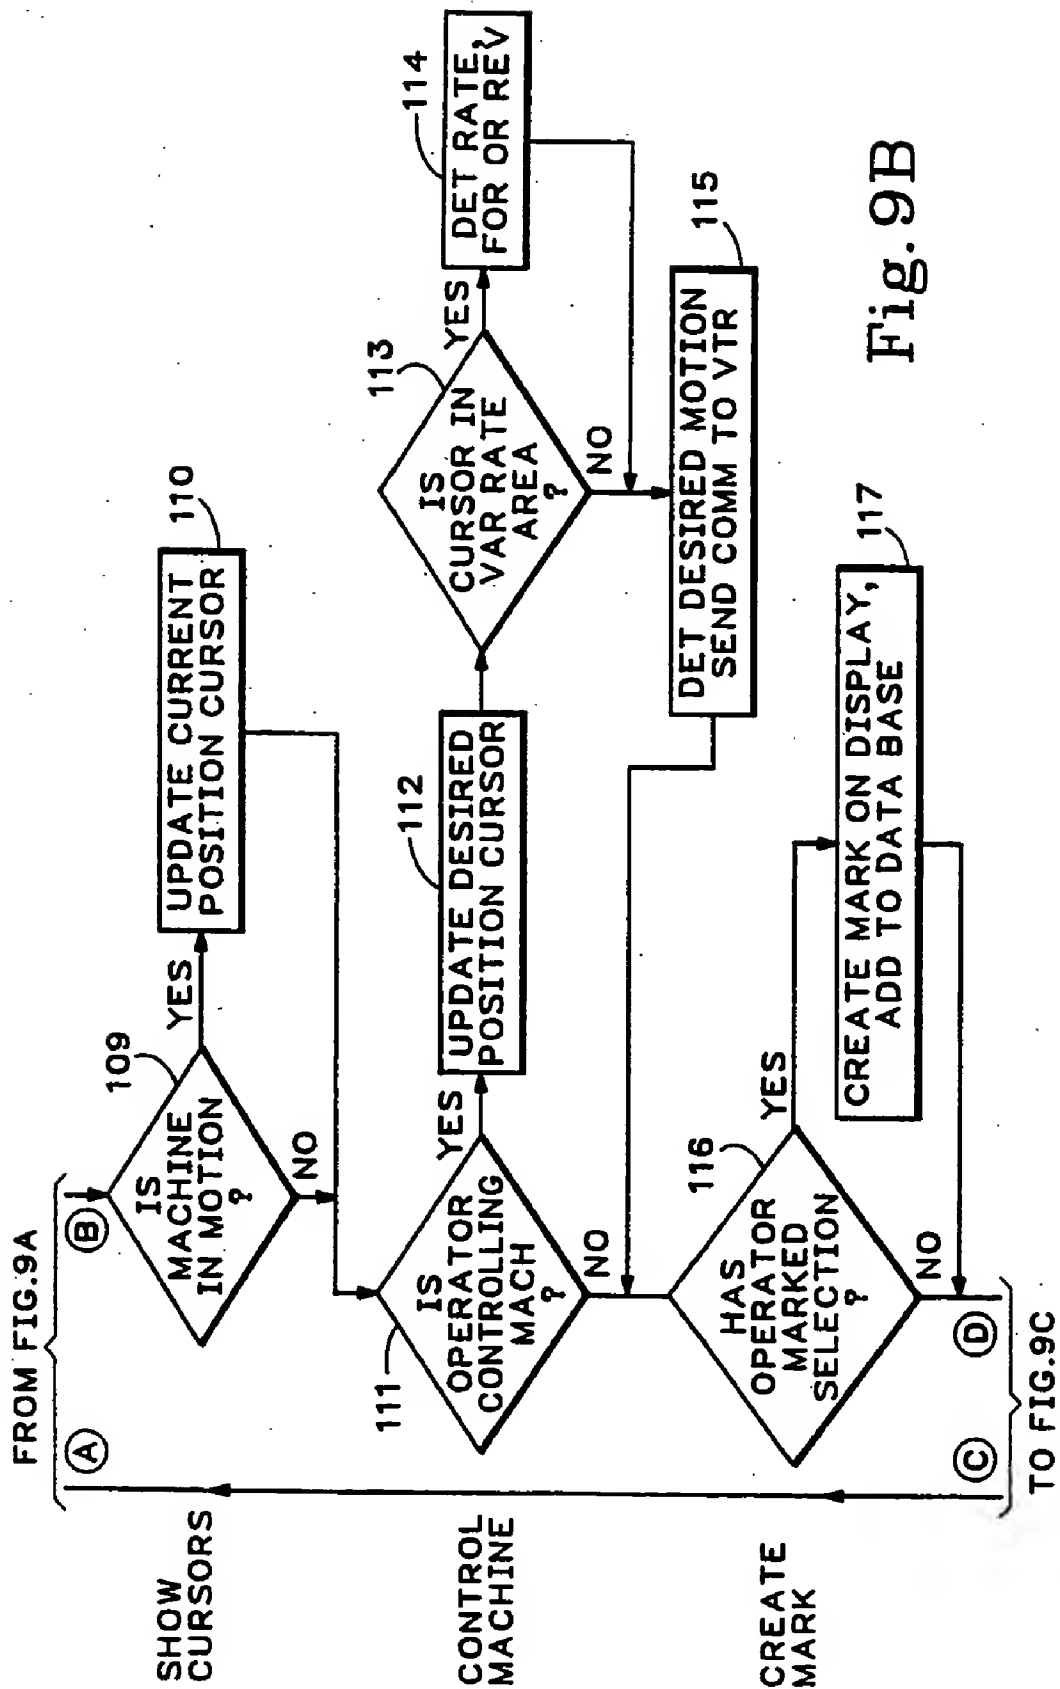 FROM FIG.9A
A
B
SHOW
CURSORS
109
IS
MACHINE
IN MOTION
?
YES
NO
110
UPDATE CURRENT
POSITION CURSOR
CONTROL
MACHINE
111
IS
OPERATOR
CONTROLLING
MACH
?
YES
NO
112
UPDATE DESIRED
POSITION CURSOR
113
IS
CURSOR IN
VAR RATE
AREA
?
YES
NO
114
DET RATE,
FOR OR REV
115
DET DESIRED MOTION
SEND COMM TO VTR
CREATE
MARK
116
HAS
OPERATOR
MARKED
SELECTION
?
YES
NO
117
CREATE MARK ON DISPLAY,
ADD TO DATA BASE
C
D
TO FIG.9C
Fig. 9B